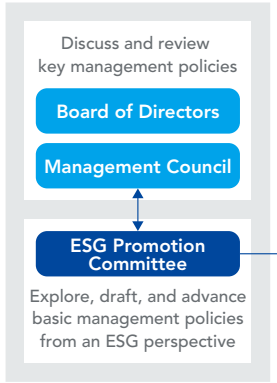 Discuss and review
key management policies
Board of Directors
Management Council
ESG Promotion
Committee
Explore, draft, and advance
basic management policies
from an ESG perspective